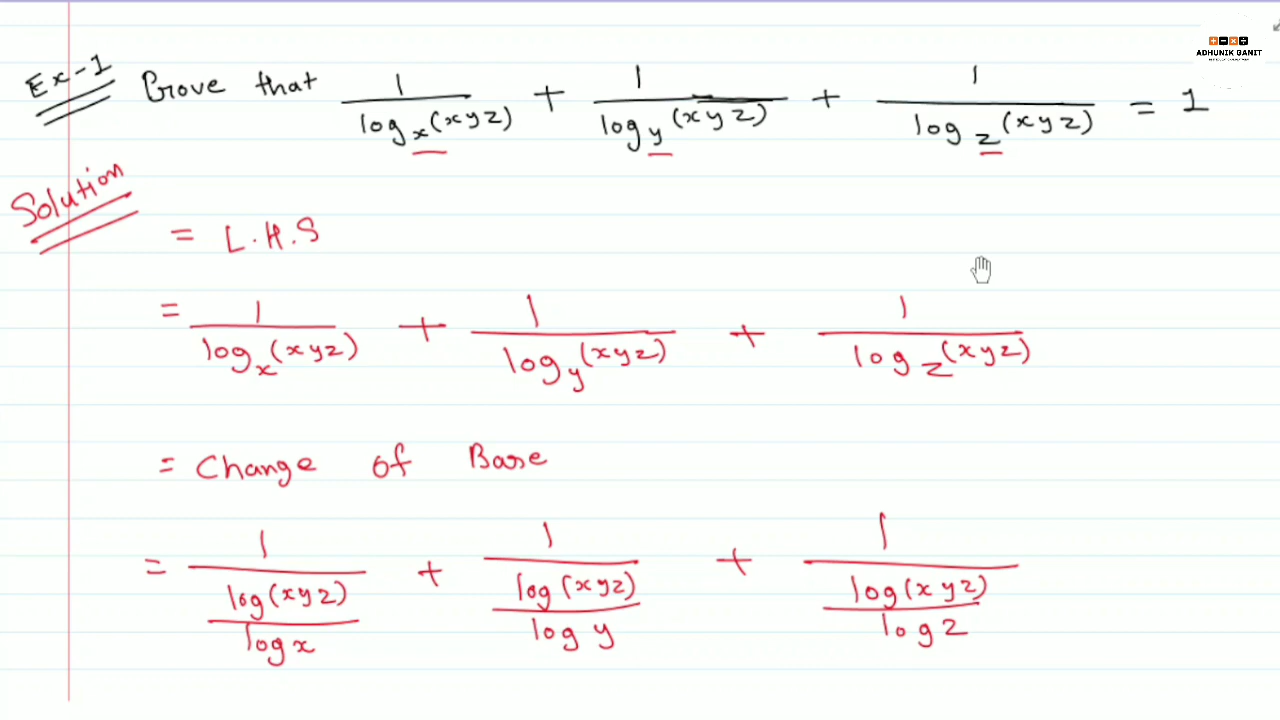 ADHUNIK GANIT
Ex-1 Prove that 1/log_x(xyz) + 1/log_y(xyz) + 1/log_z(xyz) = 1
Solution
= L.H.S
= 1/log_x(xyz) + 1/log_y(xyz) + 1/log_z(xyz)
= Change of Base
= 1/(log(xyz)/log x) + 1/(log(xyz)/log y) + 1/(log(xyz)/log z)